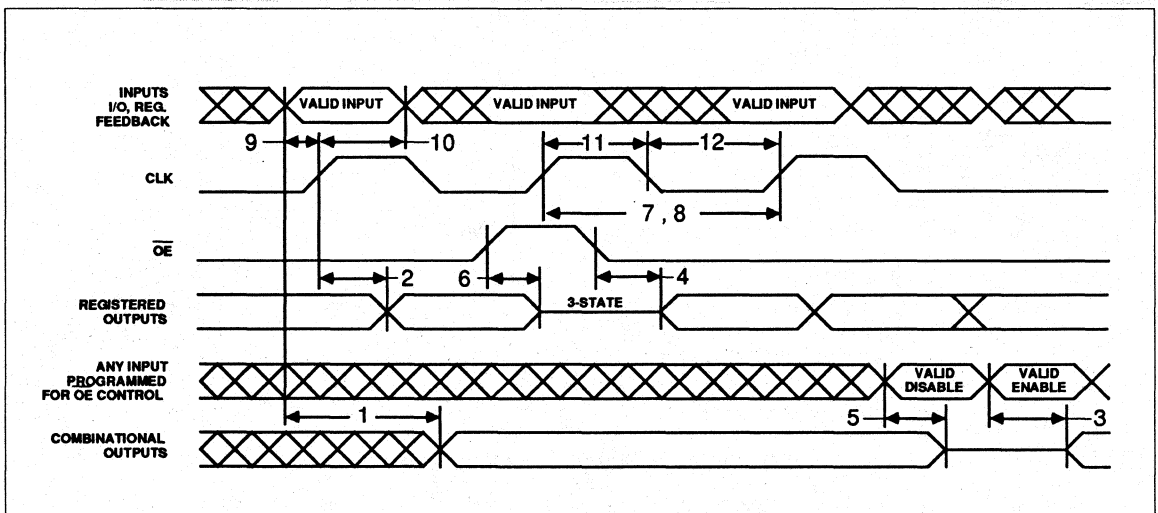 INPUTS
I/O, REG.
FEEDBACK
VALID INPUT
VALID INPUT
VALID INPUT
9
10
11
12
CLK
7 , 8
OE
2
6
4
REGISTERED
OUTPUTS
3-STATE
ANY INPUT
PROGRAMMED
FOR OE CONTROL
VALID
DISABLE
VALID
ENABLE
1
5
3
COMBINATIONAL
OUTPUTS